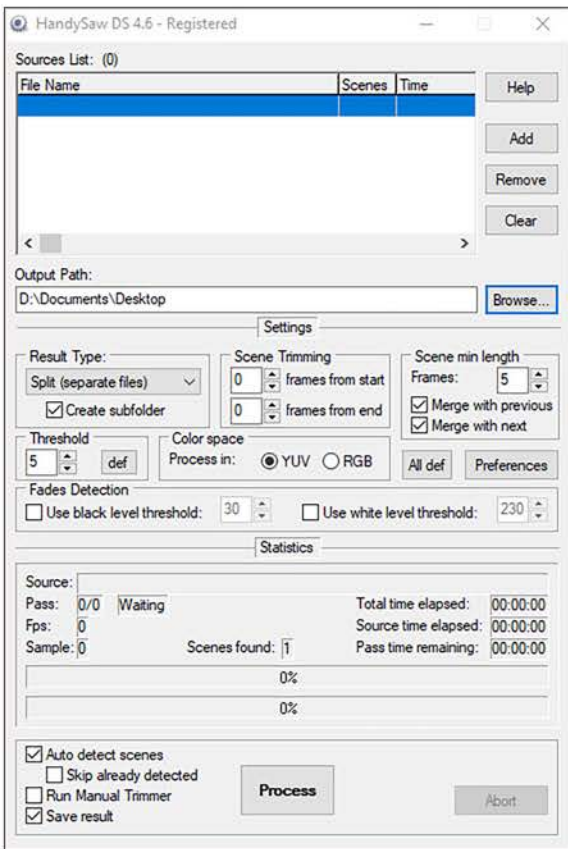 HandySaw DS 4.6 - Registered
Sources List: (0)
File Name Scenes Time
Help
Add
Remove
Clear
Output Path:
D:\Documents\Desktop Browse...
Settings
Result Type: Scene Trimming Scene min length
Split (separate files) 0 frames from start Frames: 5
Create subfolder 0 frames from end Merge with previous
Merge with next
Threshold Color space
5 def Process in: YUV RGB All def Preferences
Fades Detection
Use black level threshold: 30 Use white level threshold: 230
Statistics
Source:
Pass: 0/0 Waiting Total time elapsed: 00:00:00
Fps: 0 Source time elapsed: 00:00:00
Sample: 0 Scenes found: 1 Pass time remaining: 00:00:00
0%
0%
Auto detect scenes
Skip already detected
Run Manual Trimmer
Save result
Process
Abort